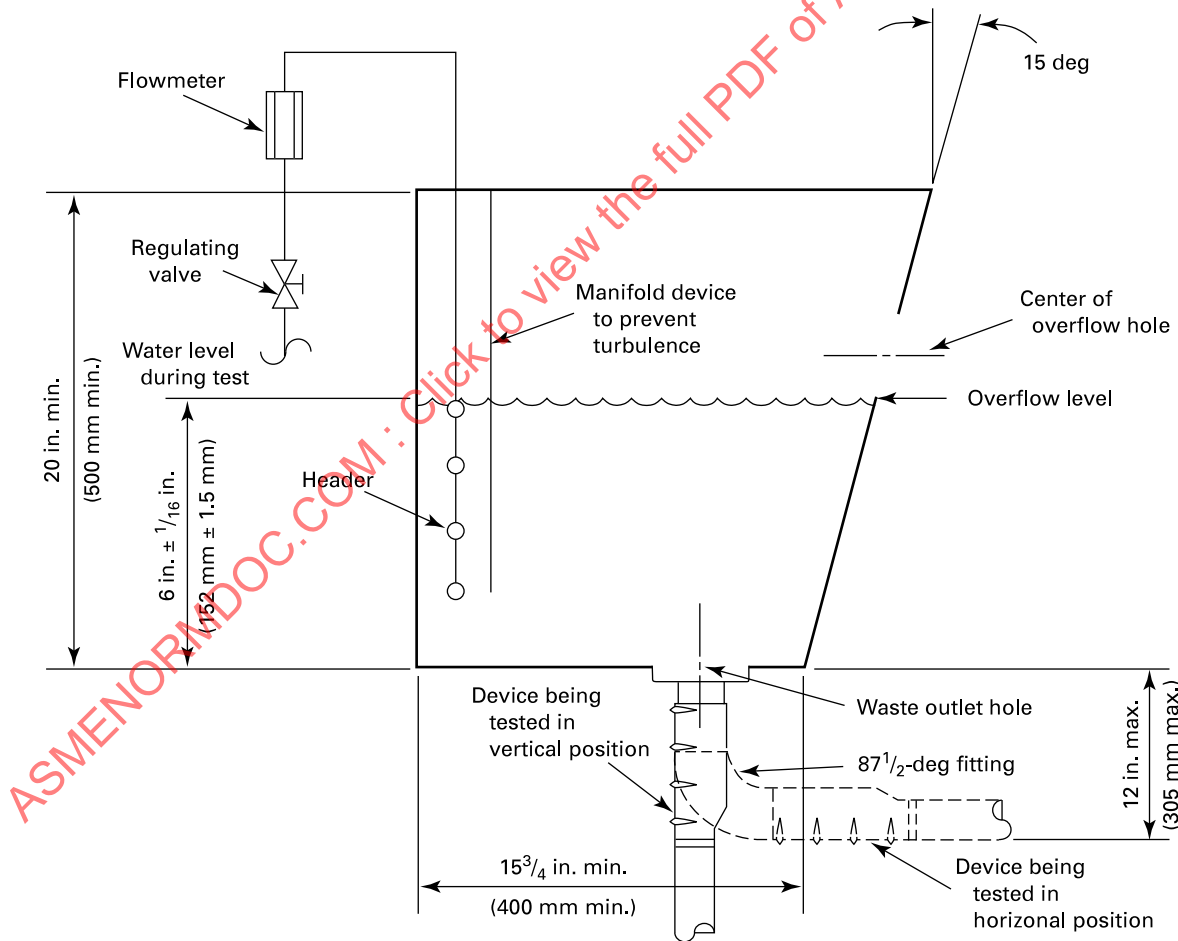 15 deg
Flowmeter
Regulating
valve
Manifold device
to prevent
turbulence
Center of
overflow hole
Water level
during test
Overflow level
20 in. min.
(500 mm min.)
6 in. ± 1/16 in.
(152 mm ± 1.5 mm)
Header
Device being
tested in
vertical position
Waste outlet hole
87 1/2-deg fitting
12 in. max.
(305 mm max.)
15 3/4 in. min.
(400 mm min.)
Device being
tested in
horizonal position
ASMENORMDOC.COM : Click to view the full PDF of A